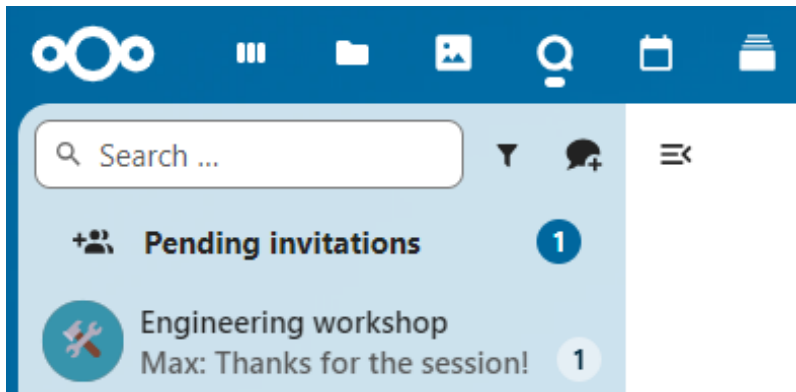 Search ...
Pending invitations 1
Engineering workshop
Max: Thanks for the session! 1